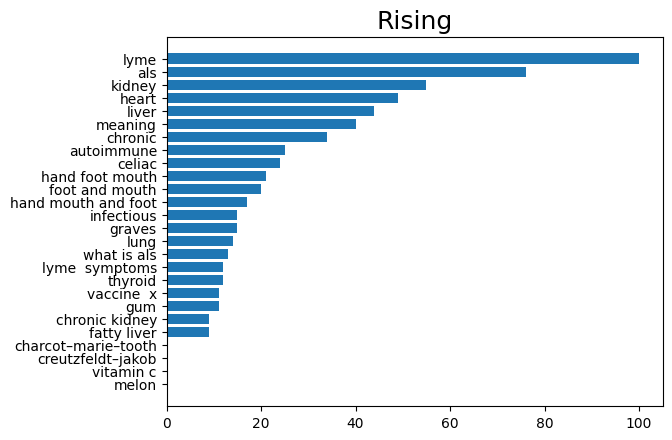 Rising
lyme
als
kidney
heart
liver
meaning
chronic
autoimmune
celiac
hand foot mouth
foot and mouth
hand mouth and foot
infectious
graves
lung
what is als
lyme  symptoms
thyroid
vaccine  x
gum
chronic kidney
fatty liver
charcot–marie–tooth
creutzfeldt–jakob
vitamin c
melon
0 20 40 60 80 100